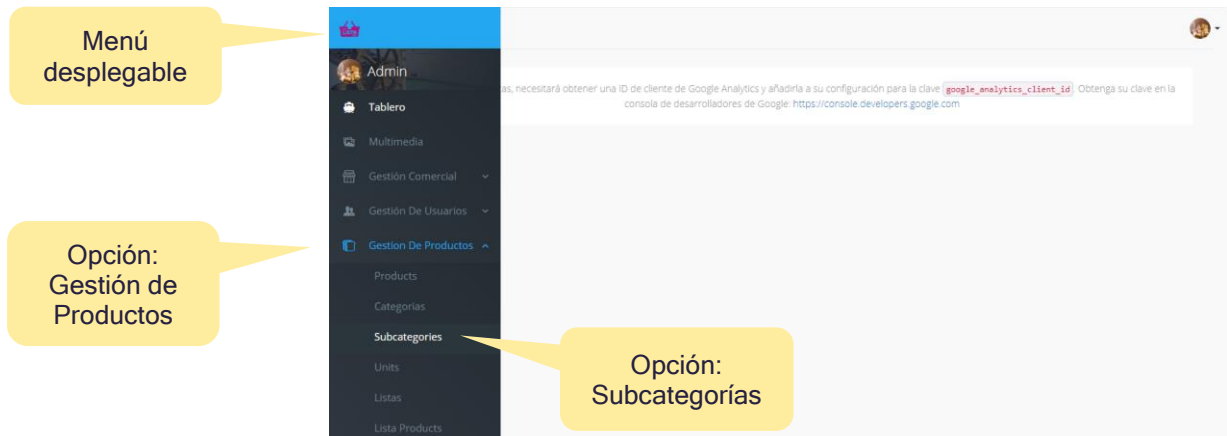 Menú
desplegable
Admin
as, necesitará obtener una ID de cliente de Google Analytics y añadirla a su configuración para la clave google_analytics_client_id. Obtenga su clave en la
consola de desarrolladores de Google: https://console.developers.google.com
Tablero
Multimedia
Gestión Comercial
Gestión De Usuarios
Gestion De Productos
Opción:
Gestión de
Productos
Products
Categorias
Subcategories
Opción:
Subcategorías
Units
Listas
Lista Products